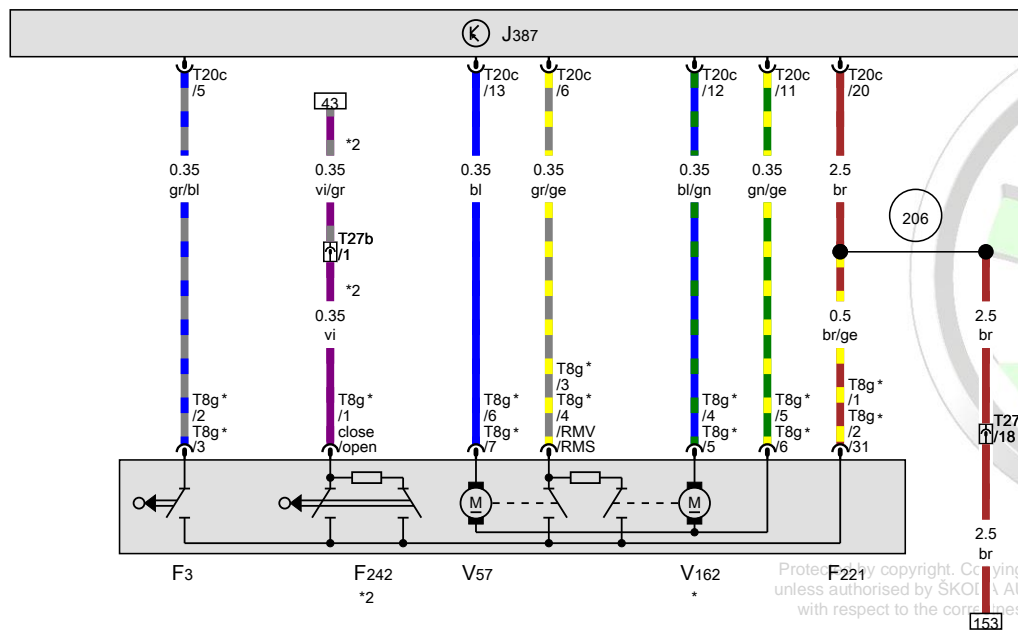 J387
T20c
/5
T20c
/13
T20c
/6
T20c
/12
T20c
/11
T20c
/20
43
*2
0.35
gr/bl
0.35
vi/gr
0.35
bl
0.35
gr/ge
0.35
bl/gn
0.35
gn/ge
2.5
br
206
T27b
/1
*2
0.35
vi
0.5
br/ge
2.5
br
T8g*
/2
T8g*
/3
T8g*
/1
close
/open
T8g*
/6
T8g*
/7
T8g*
/3
T8g*
/4
/RMV
/RMS
T8g*
/4
T8g*
/5
T8g*
/5
T8g*
/6
T8g*
/1
T8g*
/2
/31
T27
/18
M
M
2.5
br
F3
F242
*2
V57
V162
*
F221
153
Protected by copyright. Copying
unless authorised by ŠKODA AU
with respect to the correctness